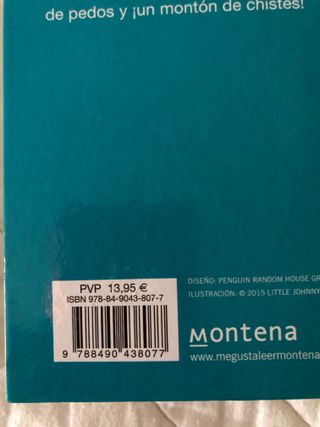 de pedos y ¡un montón de chistes!
PVP 13,95 €
ISBN 978-84-9043-807-7
9 788490 438077
DISEÑO: PENGUIN RANDOM HOUSE GR
ILUSTRACIÓN: © 2015 LITTLE JOHNNY
Montena
www.megustaleermontena